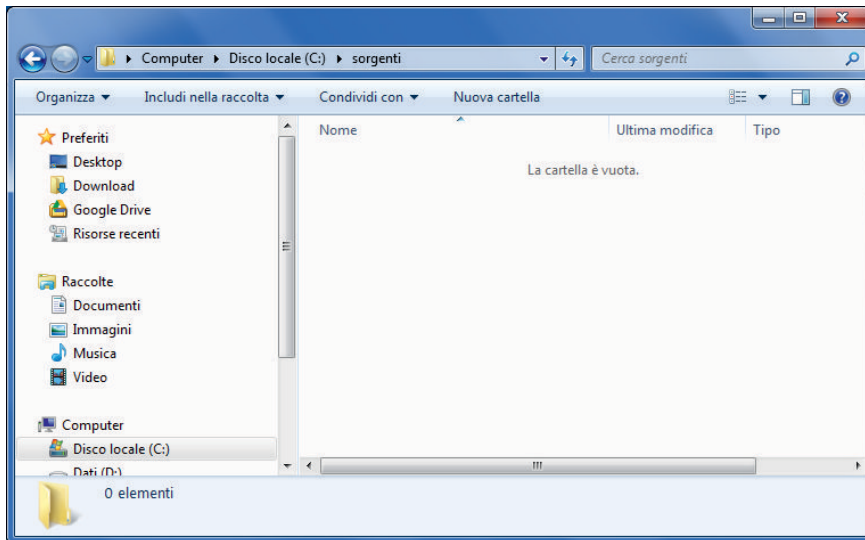 Computer Disco locale (C:) sorgenti Cerca sorgenti
Organizza Includi nella raccolta Condividi con Nuova cartella
Preferiti
Desktop
Download
Google Drive
Risorse recenti
Raccolte
Documenti
Immagini
Musica
Video
Computer
Disco locale (C:)
Dati (D:)
Nome Ultima modifica Tipo
La cartella è vuota.
0 elementi